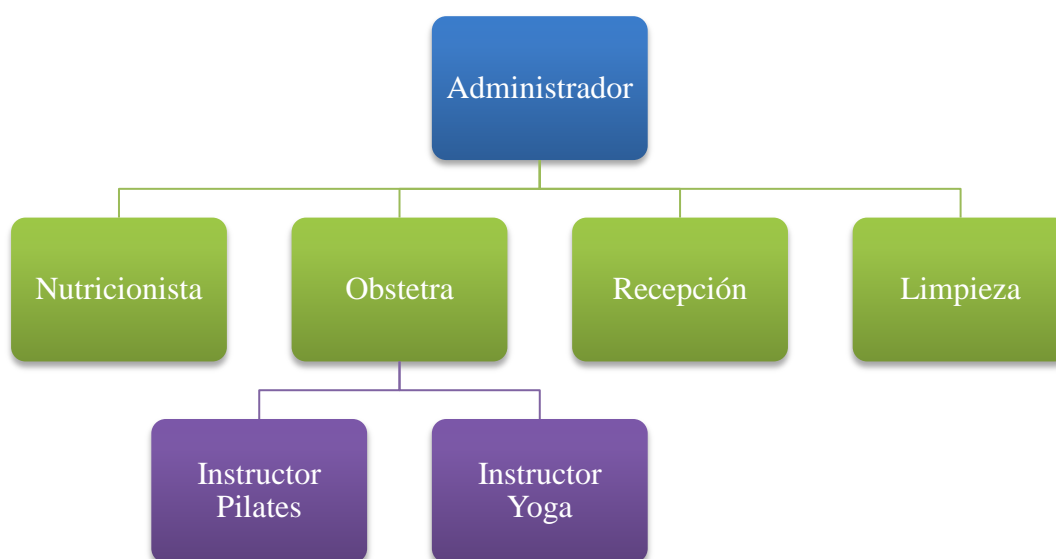 Administrador
Nutricionista
Obstetra
Recepción
Limpieza
Instructor
Pilates
Instructor
Yoga